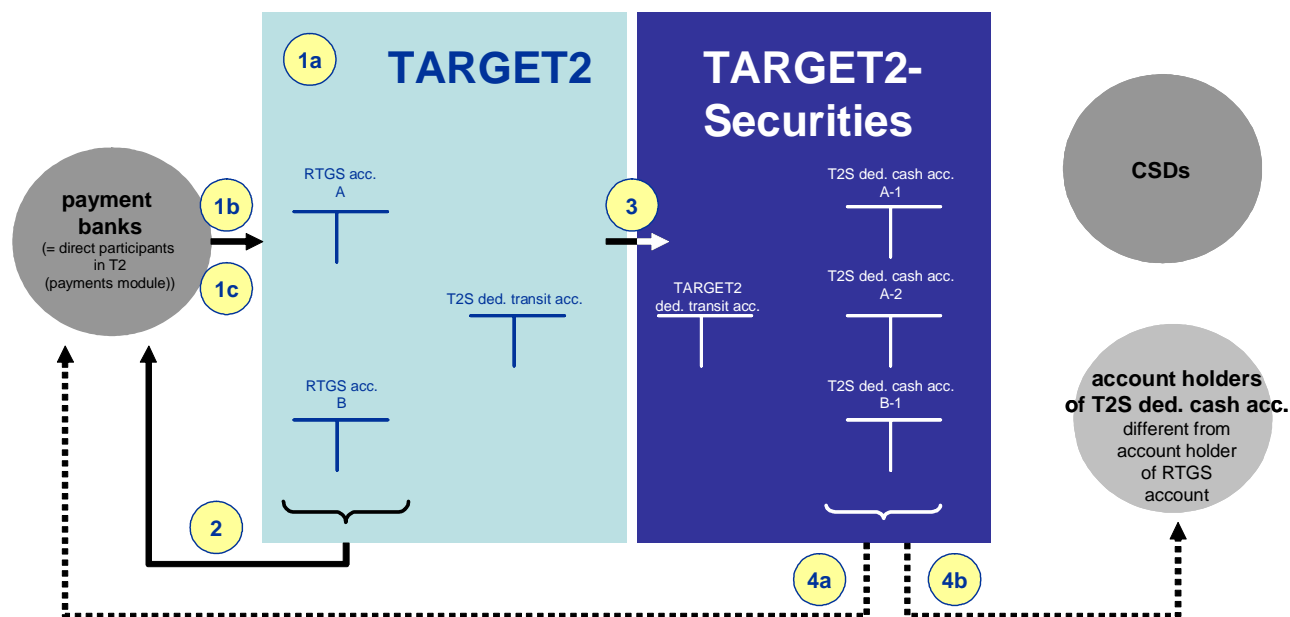 1a
TARGET2
TARGET2-
Securities
payment
banks
(= direct participants
in T2
(payments module))
1b
1c
RTGS acc.
A
3
T2S ded. cash acc.
A-1
CSDs
T2S ded. transit acc.
TARGET2
ded. transit acc.
T2S ded. cash acc.
A-2
RTGS acc.
B
T2S ded. cash acc.
B-1
account holders
of T2S ded. cash acc.
different from
account holder
of RTGS
account
2
4a
4b